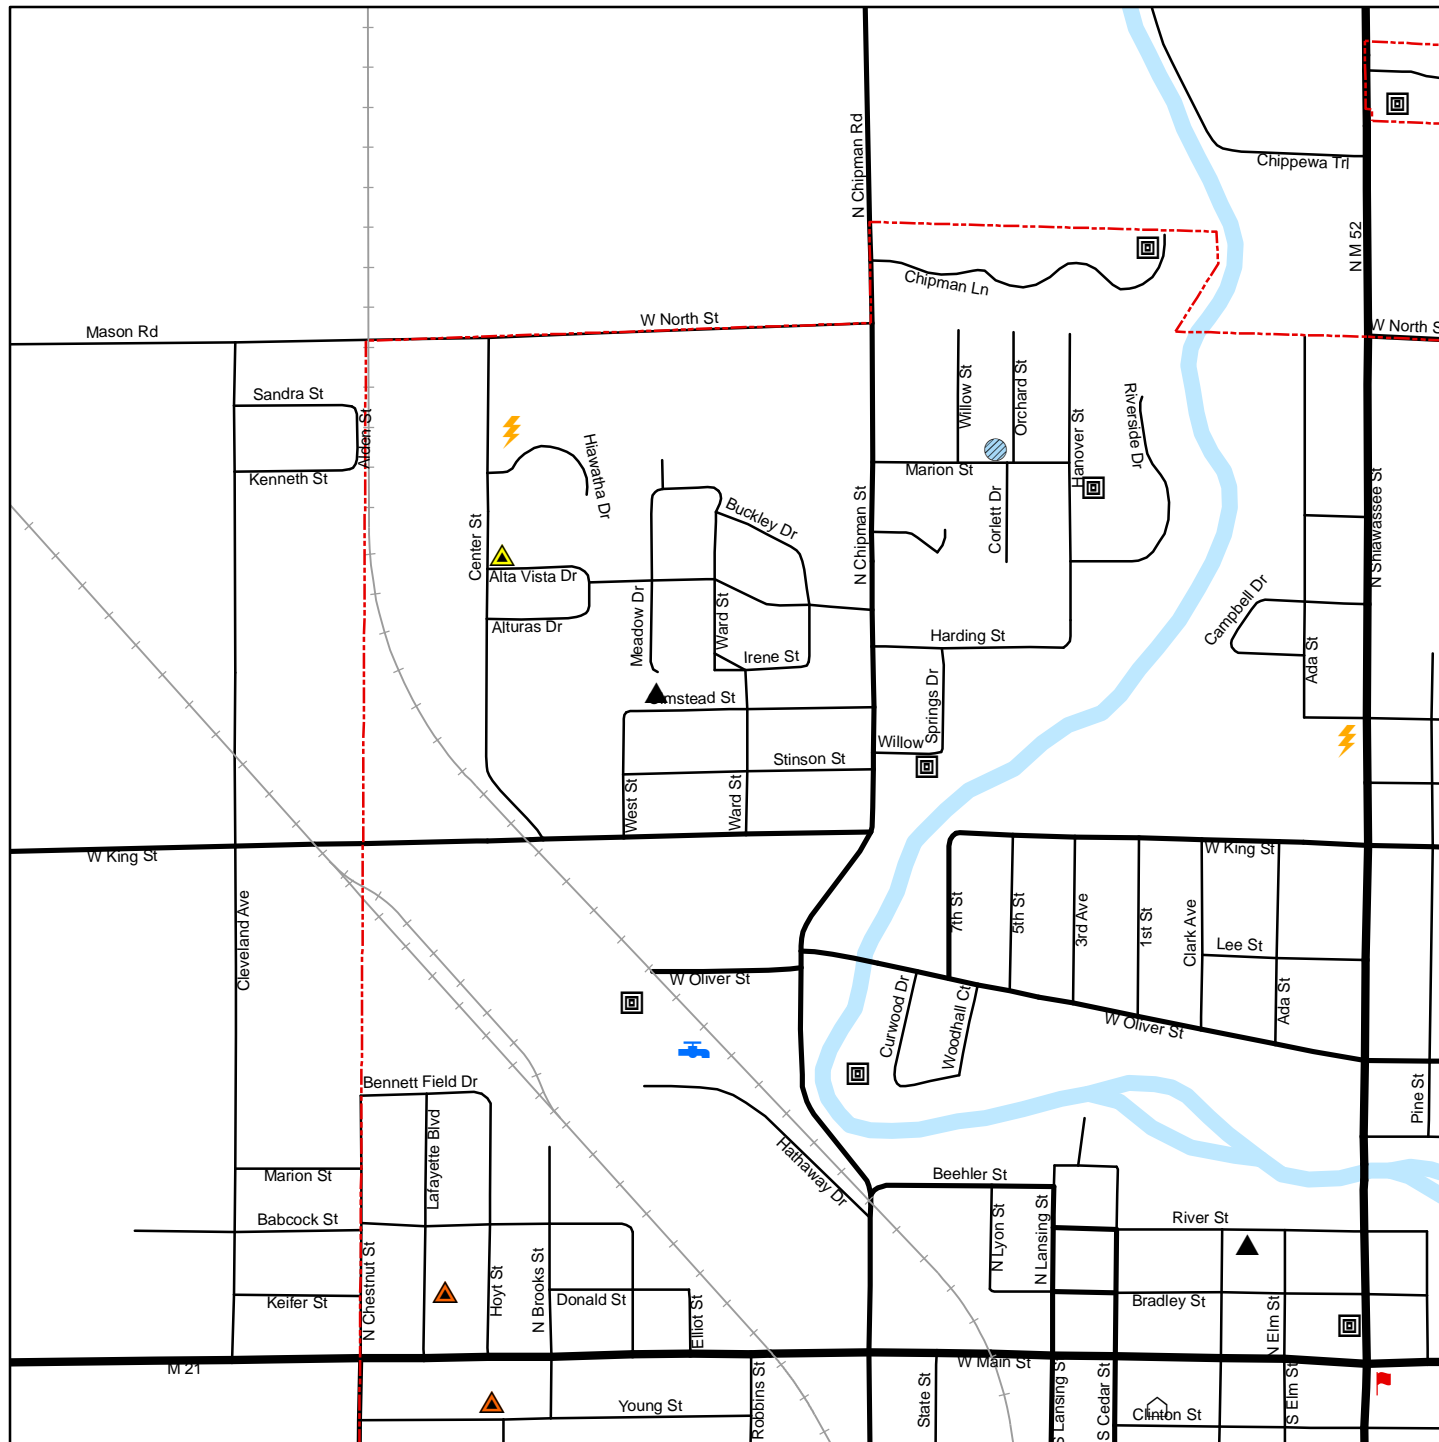 N Chipman Rd
Chippewa Trl
N M 52
Chipman Ln
Mason Rd
W North St
W North S
Sandra St
Alden St
Kenneth St
Hiawatha Dr
Willow St
Orchard St
Hanover St
Riverside Dr
Marion St
Center St
Buckley Dr
N Chipman St
Corlett Dr
N Shiawassee St
Alta Vista Dr
Alturas Dr
Meadow Dr
Ward St
Irene St
Harding St
Campbell Dr
Ada St
Olmstead St
Springs Dr
Willow
Stinson St
West St
Ward St
W King St
W King St
Cleveland Ave
7th St
5th St
3rd Ave
1st St
Clark Ave
Lee St
Ada St
W Oliver St
W Oliver St
Curwood Dr
Woodhall Ct
Bennett Field Dr
Lafayette Blvd
Pine St
Hathaway Dr
Marion St
Beehler St
Babcock St
N Lyon St
N Lansing St
River St
N Chestnut St
Hoyt St
N Brooks St
Keifer St
Donald St
Elliot St
Bradley St
N Elm St
M 21
W Main St
Young St
Robbins St
State St
S Lansing St
S Cedar St
Clinton St
S Elm St